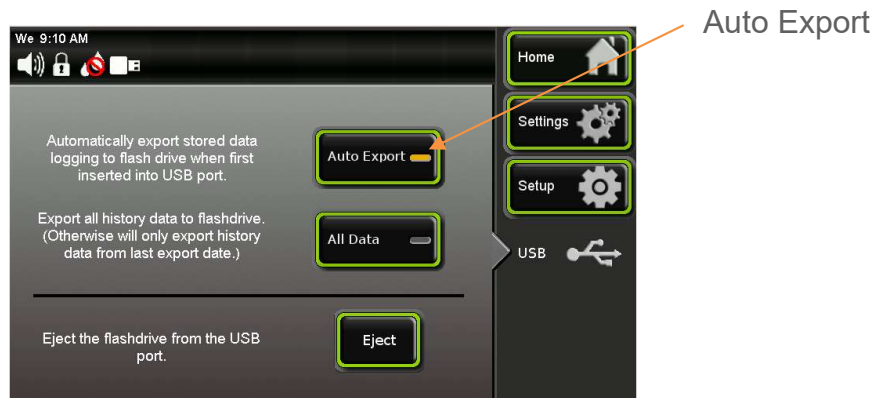 Auto Export
We 9:10 AM
Home
Settings
Automatically export stored data
logging to flash drive when first
inserted into USB port.
Auto Export
Setup
Export all history data to flashdrive.
(Otherwise will only export history
data from last export date.)
All Data
USB
Eject the flashdrive from the USB
port.
Eject